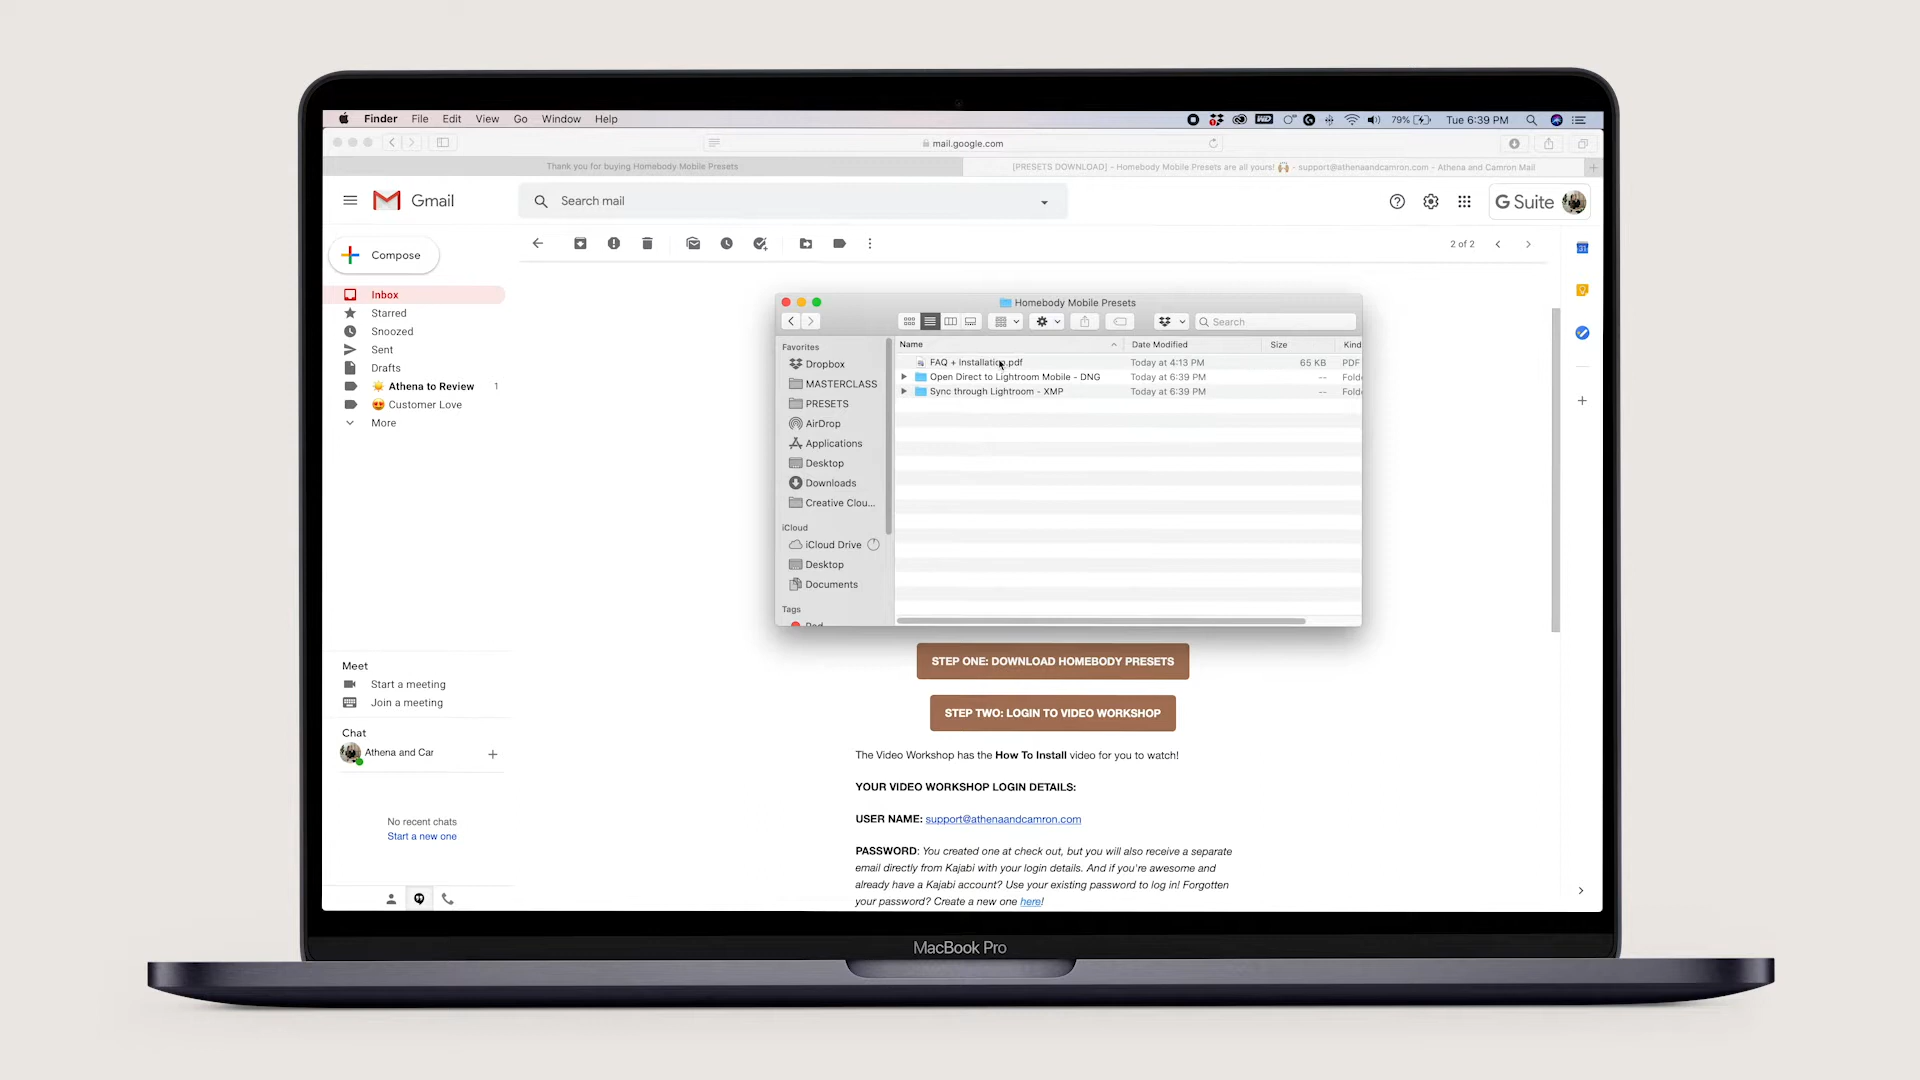 Finder File Edit View Go Window Help
79% Tue 6:39 PM
mail.google.com
Thank you for buying Homebody Mobile Presets
[PRESETS DOWNLOAD] – Homebody Mobile Presets are all yours! 🙌 - support@athenaandcamron.com - Athena and Camron Mail
Gmail
Search mail
G Suite
Compose
2 of 2
Inbox
Starred
Snoozed
Sent
Drafts
Athena to Review 1
Customer Love
More
Homebody Mobile Presets
Search
Favorites
Dropbox
MASTERCLASS
PRESETS
AirDrop
Applications
Desktop
Downloads
Creative Clou...
iCloud
iCloud Drive
Desktop
Documents
Tags
Red
Name Date Modified Size Kind
FAQ + Installation.pdf Today at 4:13 PM 65 KB PDF
Open Direct to Lightroom Mobile - DNG Today at 6:39 PM -- Folde
Sync through Lightroom - XMP Today at 6:39 PM -- Folde
STEP ONE: DOWNLOAD HOMEBODY PRESETS
STEP TWO: LOGIN TO VIDEO WORKSHOP
The Video Workshop has the How To Install video for you to watch!
YOUR VIDEO WORKSHOP LOGIN DETAILS:
USER NAME: support@athenaandcamron.com
PASSWORD: You created one at check out, but you will also receive a separate
email directly from Kajabi with your login details. And if you're awesome and
already have a Kajabi account? Use your existing password to log in! Forgotten
your password? Create a new one here!
Meet
Start a meeting
Join a meeting
Chat
Athena and Car
No recent chats
Start a new one
MacBook Pro